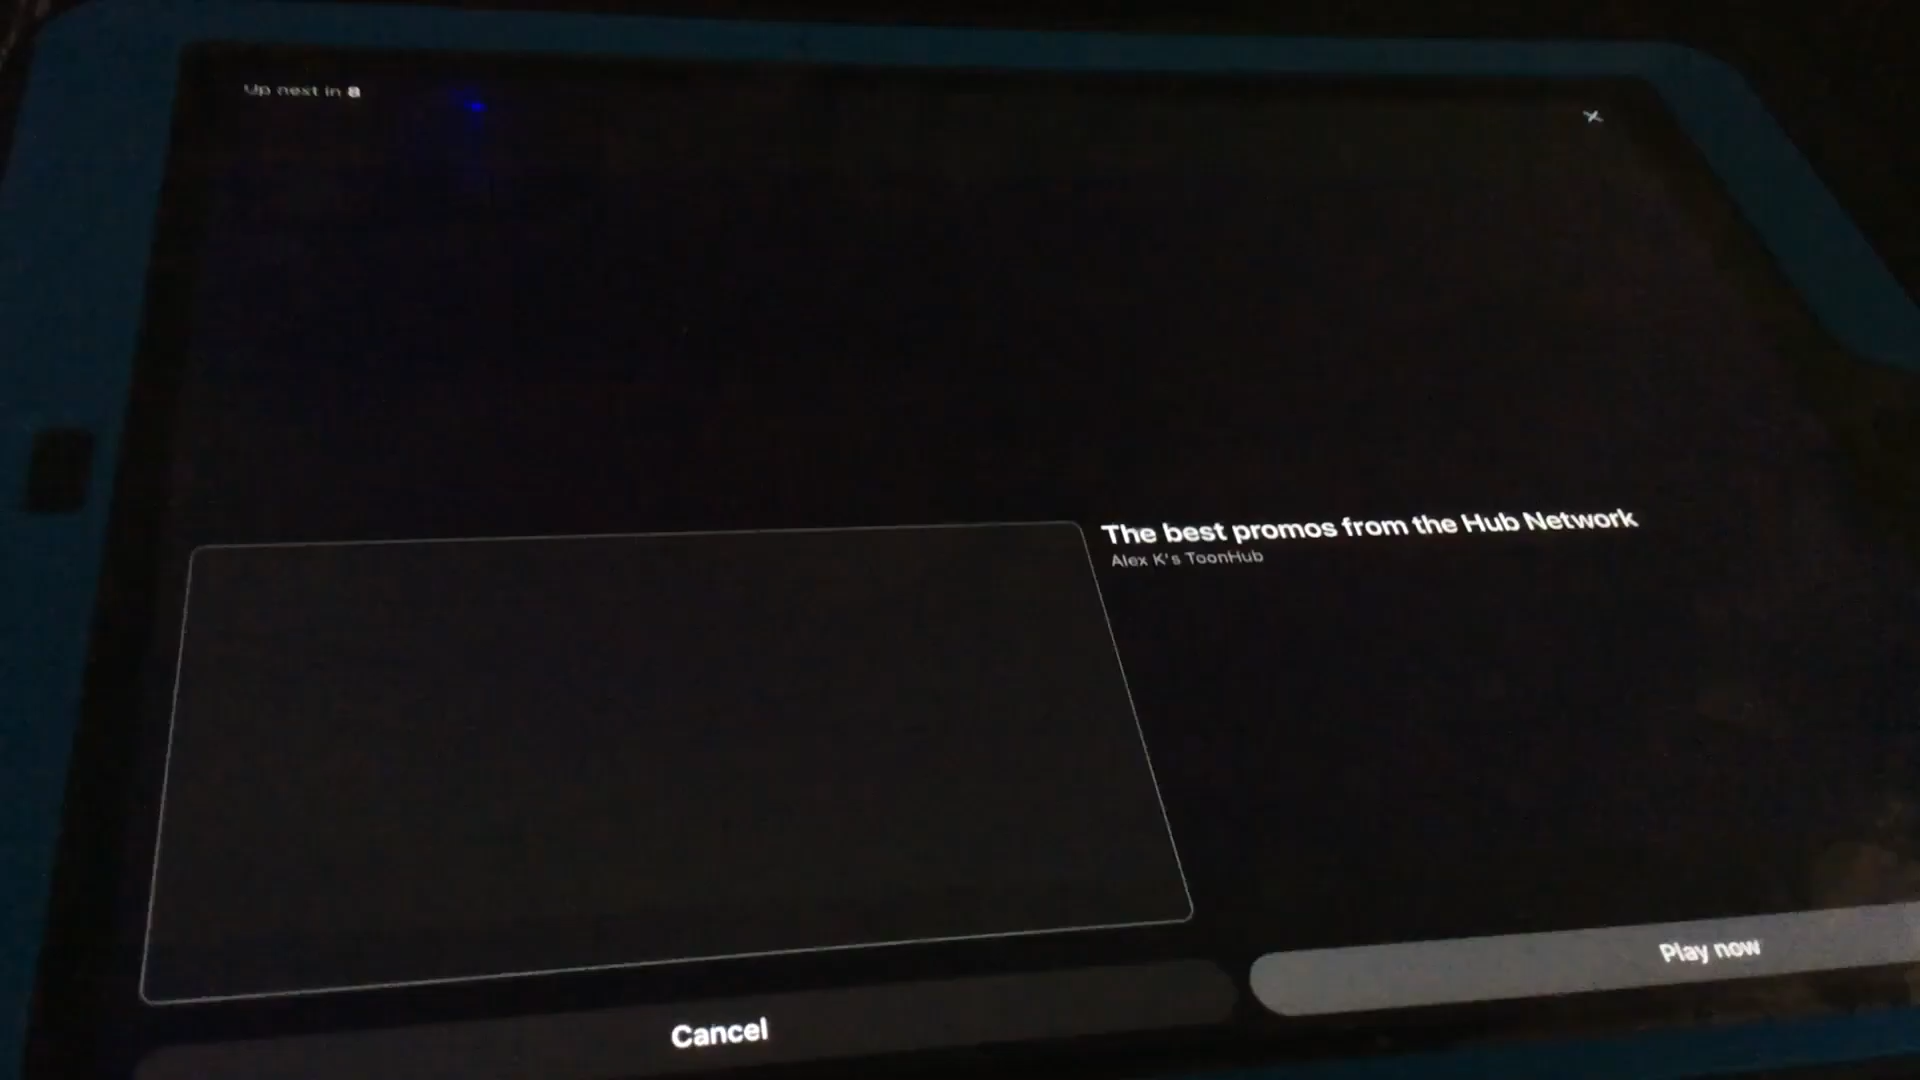 Up next in 8
The best promos from the Hub Network
Alex K's ToonHub
Play now
Cancel